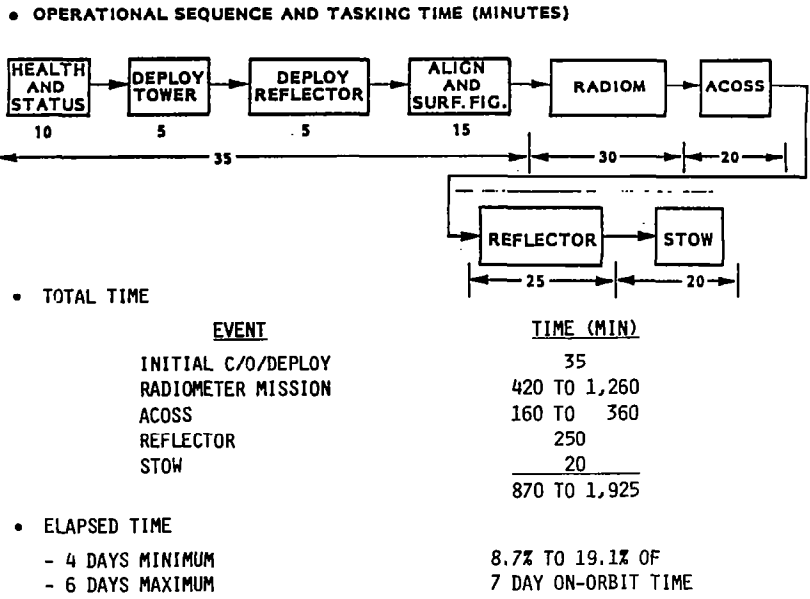 • OPERATIONAL SEQUENCE AND TASKING TIME (MINUTES)
HEALTH
AND
STATUS
DEPLOY
TOWER
DEPLOY
REFLECTOR
ALIGN
AND
SURF. FIG.
RADIOM
ACOSS
10
5
5
15
35
30
20
REFLECTOR
STOW
25
20
• TOTAL TIME
EVENT TIME (MIN)
INITIAL C/O/DEPLOY 35
RADIOMETER MISSION 420 TO 1,260
ACOSS 160 TO 360
REFLECTOR 250
STOW 20
870 TO 1,925
• ELAPSED TIME
- 4 DAYS MINIMUM 8.7% TO 19.1% OF
- 6 DAYS MAXIMUM 7 DAY ON-ORBIT TIME